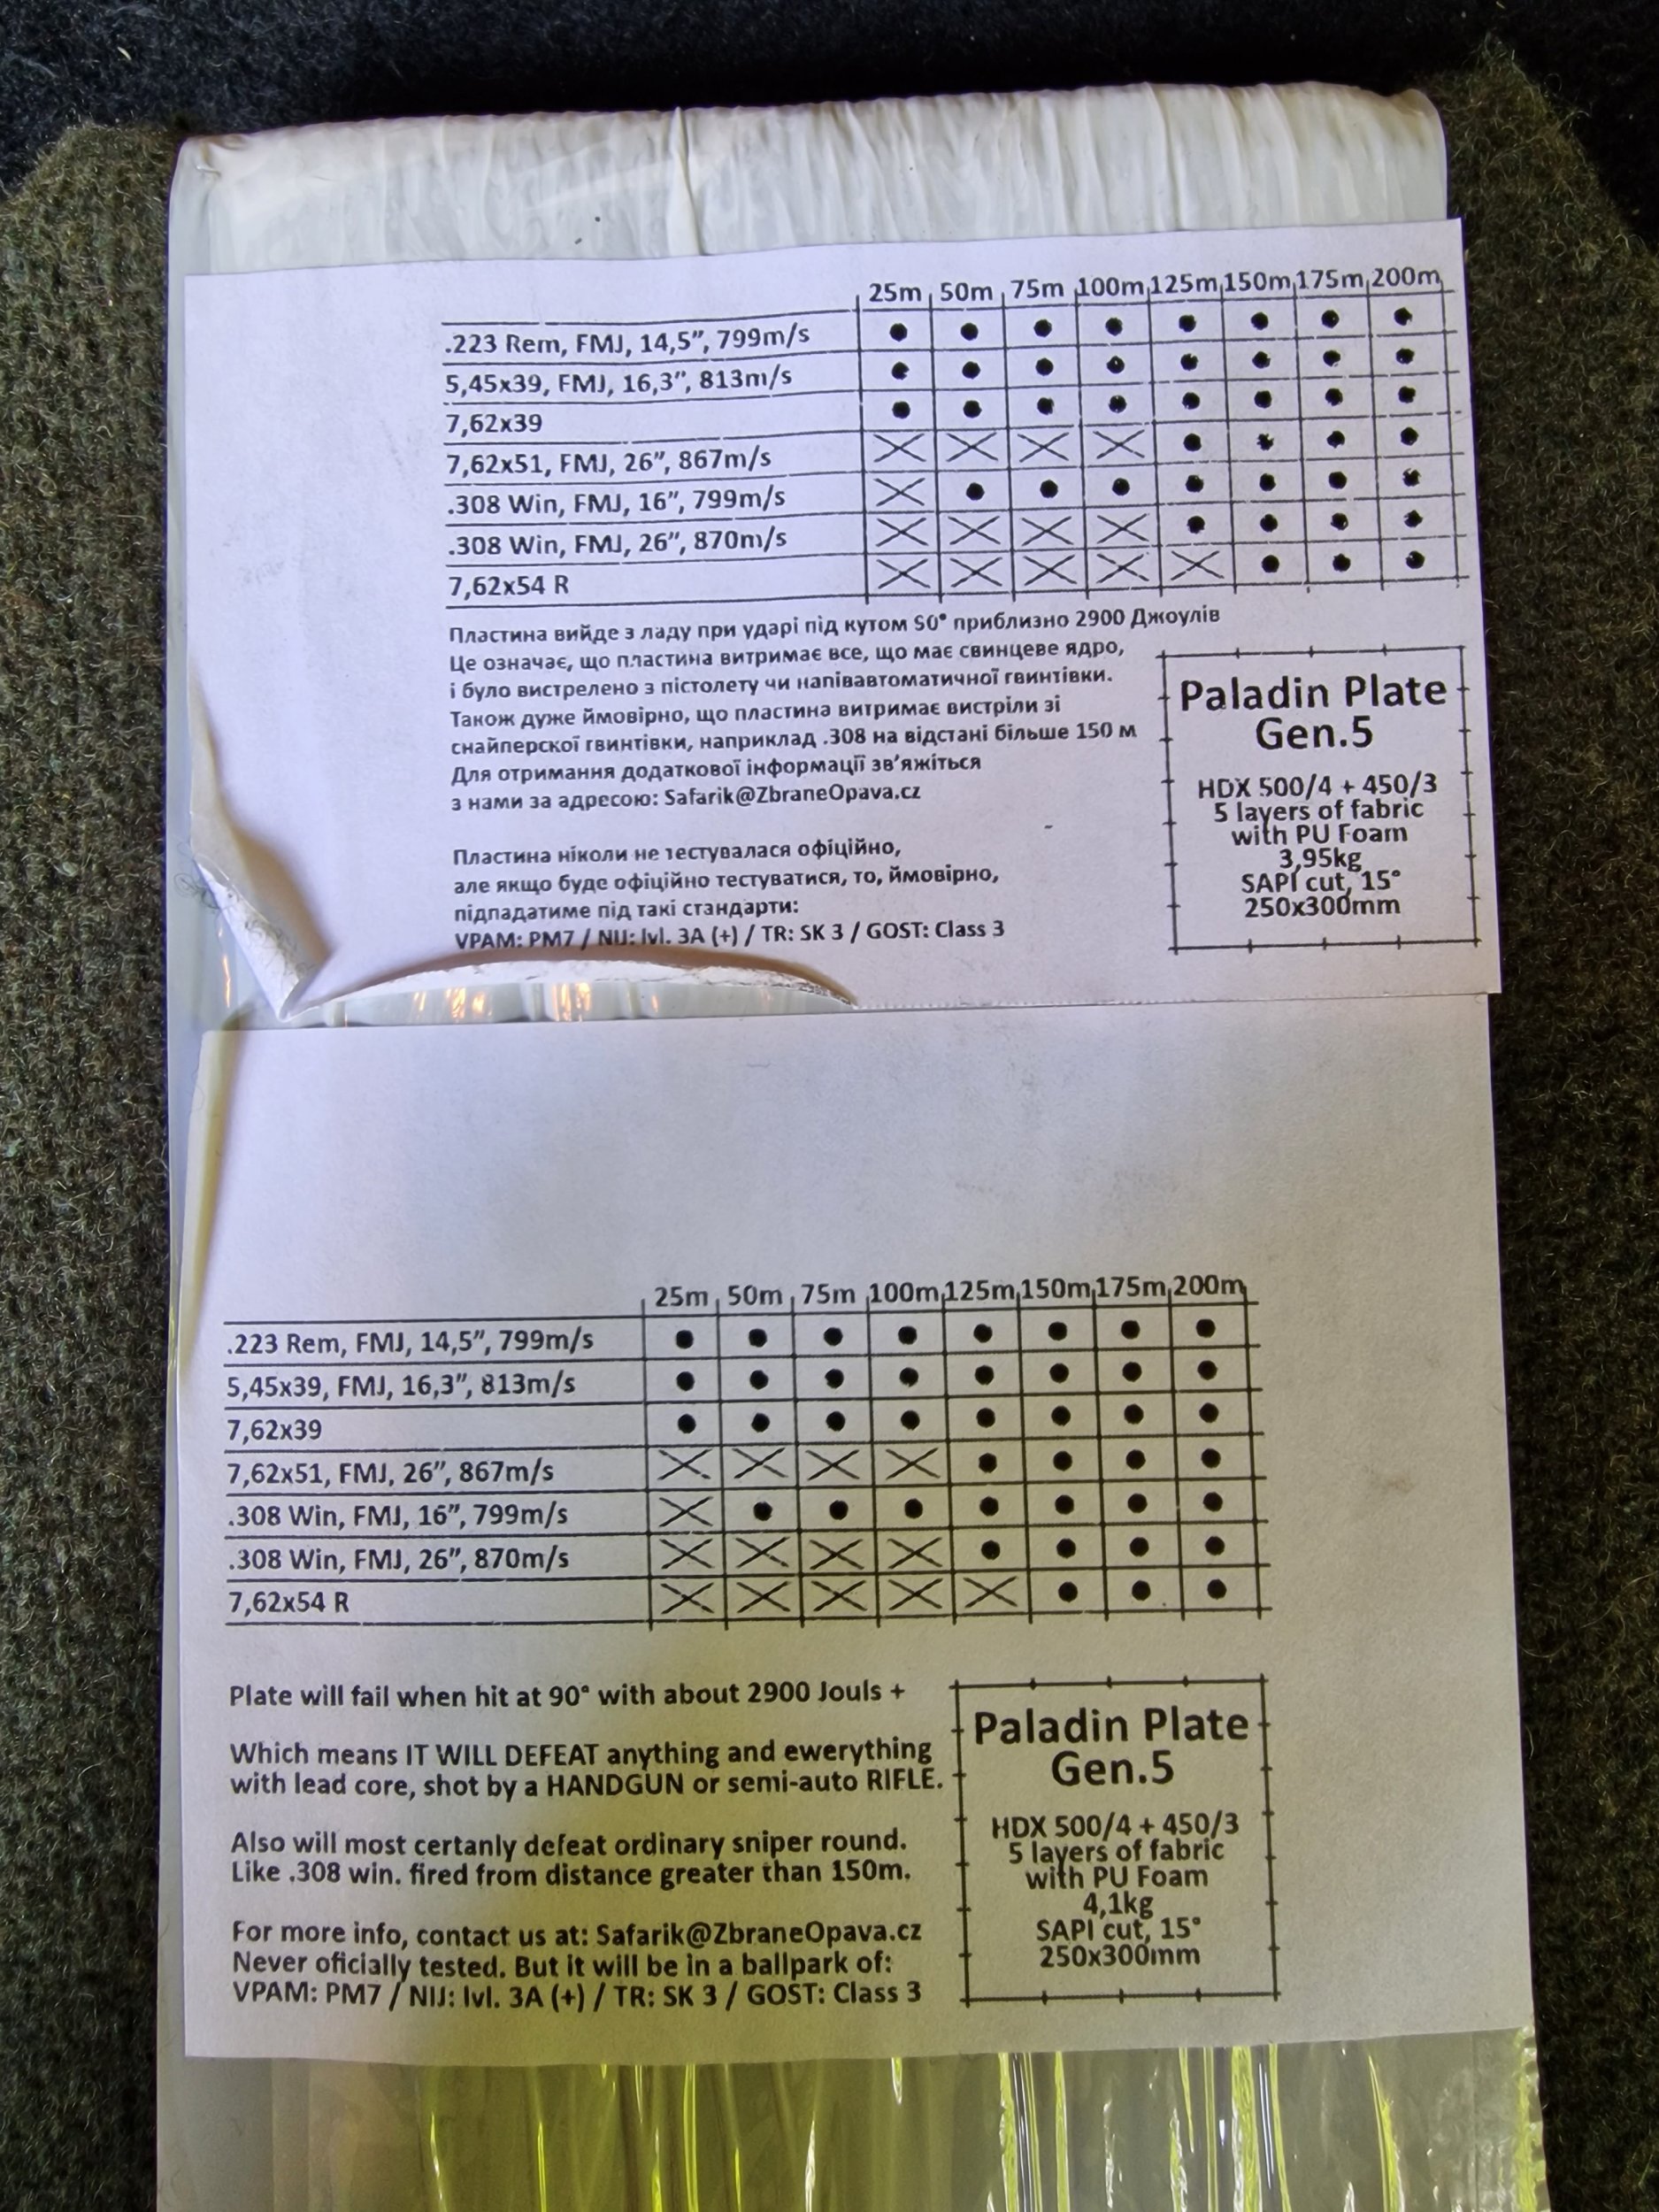 25m 50m 75m 100m 125m 150m 175m 200m
.223 Rem, FMJ, 14,5”, 799m/s ● ● ● ● ● ● ● ●
5,45x39, FMJ, 16,3”, 813m/s ● ● ● ● ● ● ● ●
7,62x39 ● ● ● ● ● ● ● ●
7,62x51, FMJ, 26”, 867m/s X X X X ● ● ● ●
.308 Win, FMJ, 16”, 799m/s X ● ● ● ● ● ● ●
.308 Win, FMJ, 26”, 870m/s X X X X ● ● ● ●
7,62x54 R X X X X X ● ● ●
Пластина вийде з ладу при ударі під кутом 90° приблизно 2900 Джоулів
Це означає, що пластина витримає все, що має свинцеве ядро,
і було вистрелено з пістолету чи напівавтоматичної гвинтівки.
Також дуже ймовірно, що пластина витримає вистріли зі
снайперскої гвинтівки, наприклад .308 на відстані більше 150 м
Для отримання додаткової інформації зв’яжіться
з нами за адресою: Safarik@ZbraneOpava.cz
Пластина ніколи не тестувалася офіційно,
але якщо буде офіційно тестуватися, то, ймовірно,
підпадатиме під такі стандарти:
VPAM: PM7 / NIJ: lvl. 3A (+) / TR: SK 3 / GOST: Class 3
Paladin Plate
Gen.5
HDX 500/4 + 450/3
5 layers of fabric
with PU Foam
3,95kg
SAPI cut, 15°
250x300mm
25m 50m 75m 100m 125m 150m 175m 200m
.223 Rem, FMJ, 14,5”, 799m/s ● ● ● ● ● ● ● ●
5,45x39, FMJ, 16,3”, 813m/s ● ● ● ● ● ● ● ●
7,62x39 ● ● ● ● ● ● ● ●
7,62x51, FMJ, 26”, 867m/s X X X X ● ● ● ●
.308 Win, FMJ, 16”, 799m/s X ● ● ● ● ● ● ●
.308 Win, FMJ, 26”, 870m/s X X X X ● ● ● ●
7,62x54 R X X X X X ● ● ●
Plate will fail when hit at 90° with about 2900 Jouls +
Which means IT WILL DEFEAT anything and ewerything
with lead core, shot by a HANDGUN or semi-auto RIFLE.
Also will most certanly defeat ordinary sniper round.
Like .308 win. fired from distance greater than 150m.
For more info, contact us at: Safarik@ZbraneOpava.cz
Never oficially tested. But it will be in a ballpark of:
VPAM: PM7 / NIJ: lvl. 3A (+) / TR: SK 3 / GOST: Class 3
Paladin Plate
Gen.5
HDX 500/4 + 450/3
5 layers of fabric
with PU Foam
4,1kg
SAPI cut, 15°
250x300mm